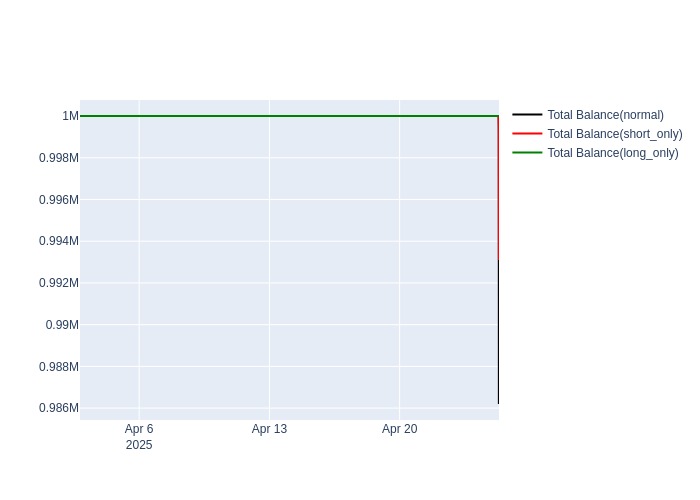 1M
0.998M
0.996M
0.994M
0.992M
0.99M
0.988M
0.986M
Apr 6
2025
Apr 13
Apr 20
Total Balance(normal)
Total Balance(short_only)
Total Balance(long_only)